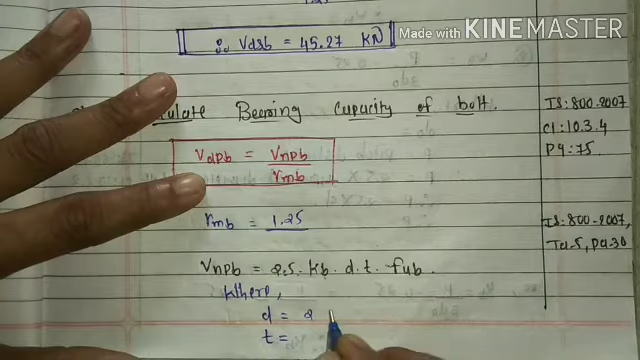 Made with KINEMASTER
∴ Vdsb = 45.27 KN
Bearing Capacity of bolt.
IS:800-2007
Cl:10.3.4
Pg:75
Vdpb = Vnpb / γmb
γmb = 1.25
IS:800-2007,
Ta-5, Pg-30
Vnpb = 2.5. Kb. d. t. fub.
Where,
d = 2
t =